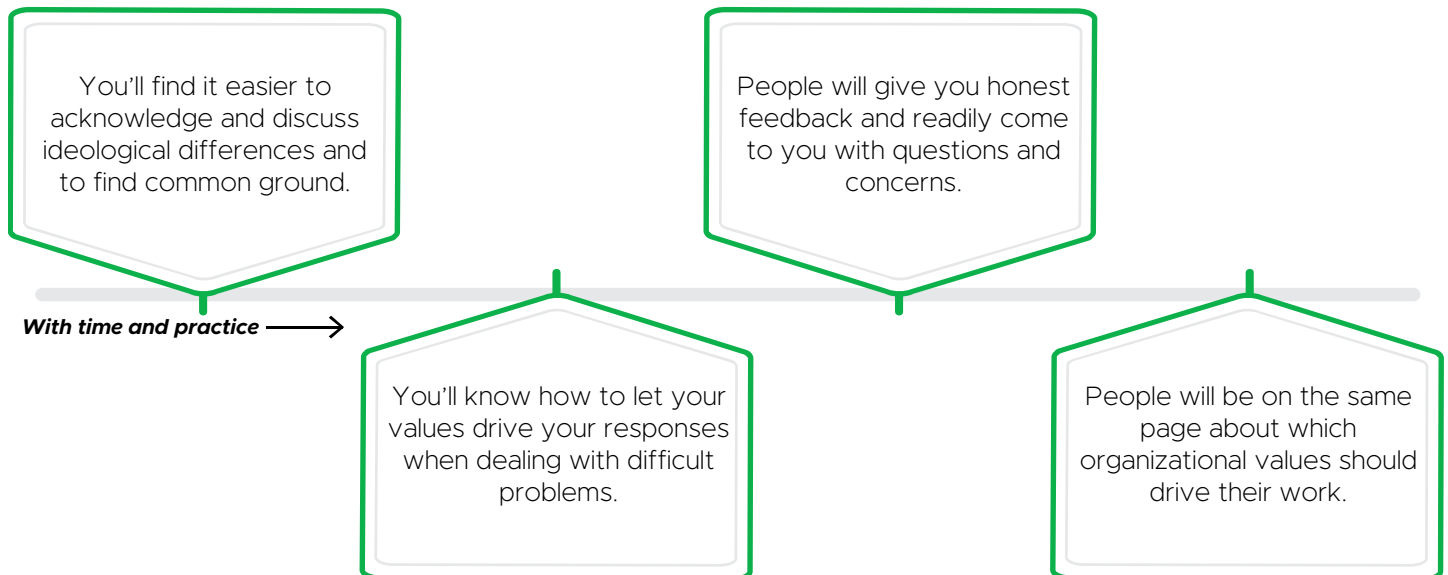 You’ll find it easier to
acknowledge and discuss
ideological differences and
to find common ground.
People will give you honest
feedback and readily come
to you with questions and
concerns.
With time and practice
You’ll know how to let your
values drive your responses
when dealing with difficult
problems.
People will be on the same
page about which
organizational values should
drive their work.